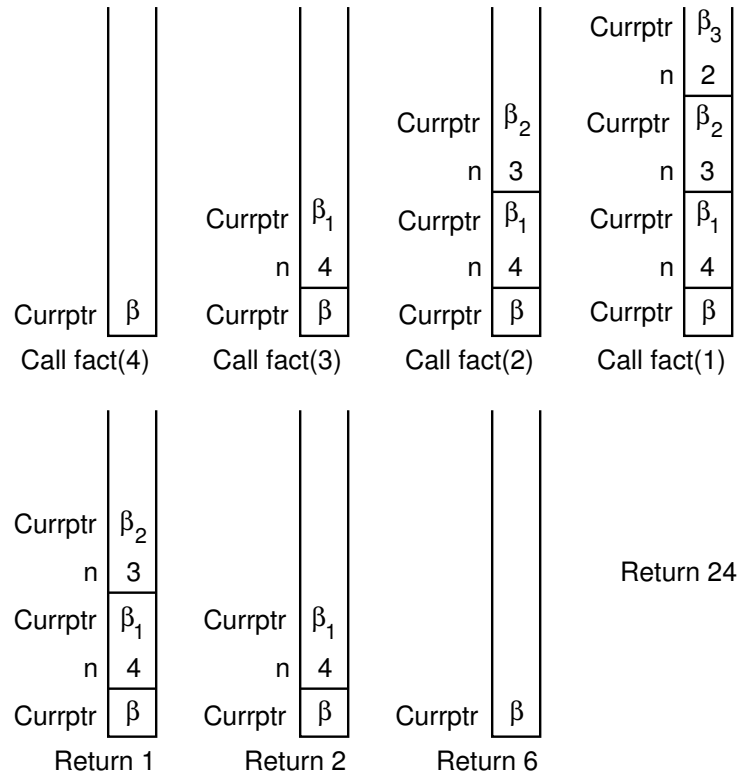 Currptr β3
n 2
Currptr β2 Currptr β2
n 3 n 3
Currptr β1 Currptr β1 Currptr β1
n 4 n 4 n 4
Currptr β Currptr β Currptr β Currptr β
Call fact(4) Call fact(3) Call fact(2) Call fact(1)
Currptr β2
n 3 Return 24
Currptr β1 Currptr β1
n 4 n 4
Currptr β Currptr β Currptr β
Return 1 Return 2 Return 6